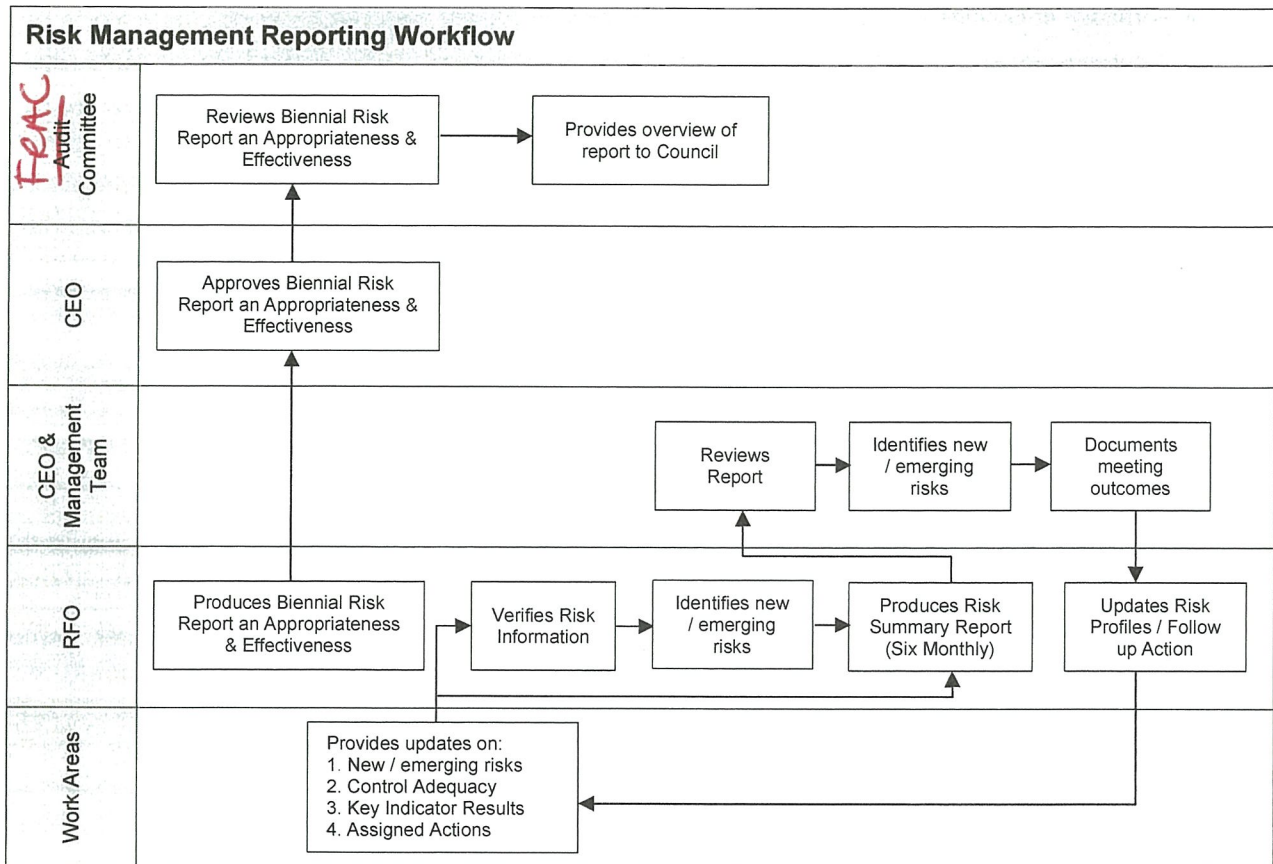 Risk Management Reporting Workflow
FRAC
Audit
Committee
Reviews Biennial Risk
Report an Appropriateness &
Effectiveness
Provides overview of
report to Council
CEO
Approves Biennial Risk
Report an Appropriateness &
Effectiveness
CEO &
Management
Team
Reviews
Report
Identifies new
/ emerging
risks
Documents
meeting
outcomes
RFO
Produces Biennial Risk
Report an Appropriateness
& Effectiveness
Verifies Risk
Information
Identifies new
/ emerging
risks
Produces Risk
Summary Report
(Six Monthly)
Updates Risk
Profiles / Follow
up Action
Work Areas
Provides updates on:
1. New / emerging risks
2. Control Adequacy
3. Key Indicator Results
4. Assigned Actions